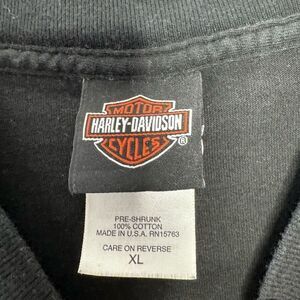 MOTOR
HARLEY-DAVIDSON
CYCLES
®
PRE-SHRUNK
100% COTTON
MADE IN U.S.A. RN15763
CARE ON REVERSE
XL